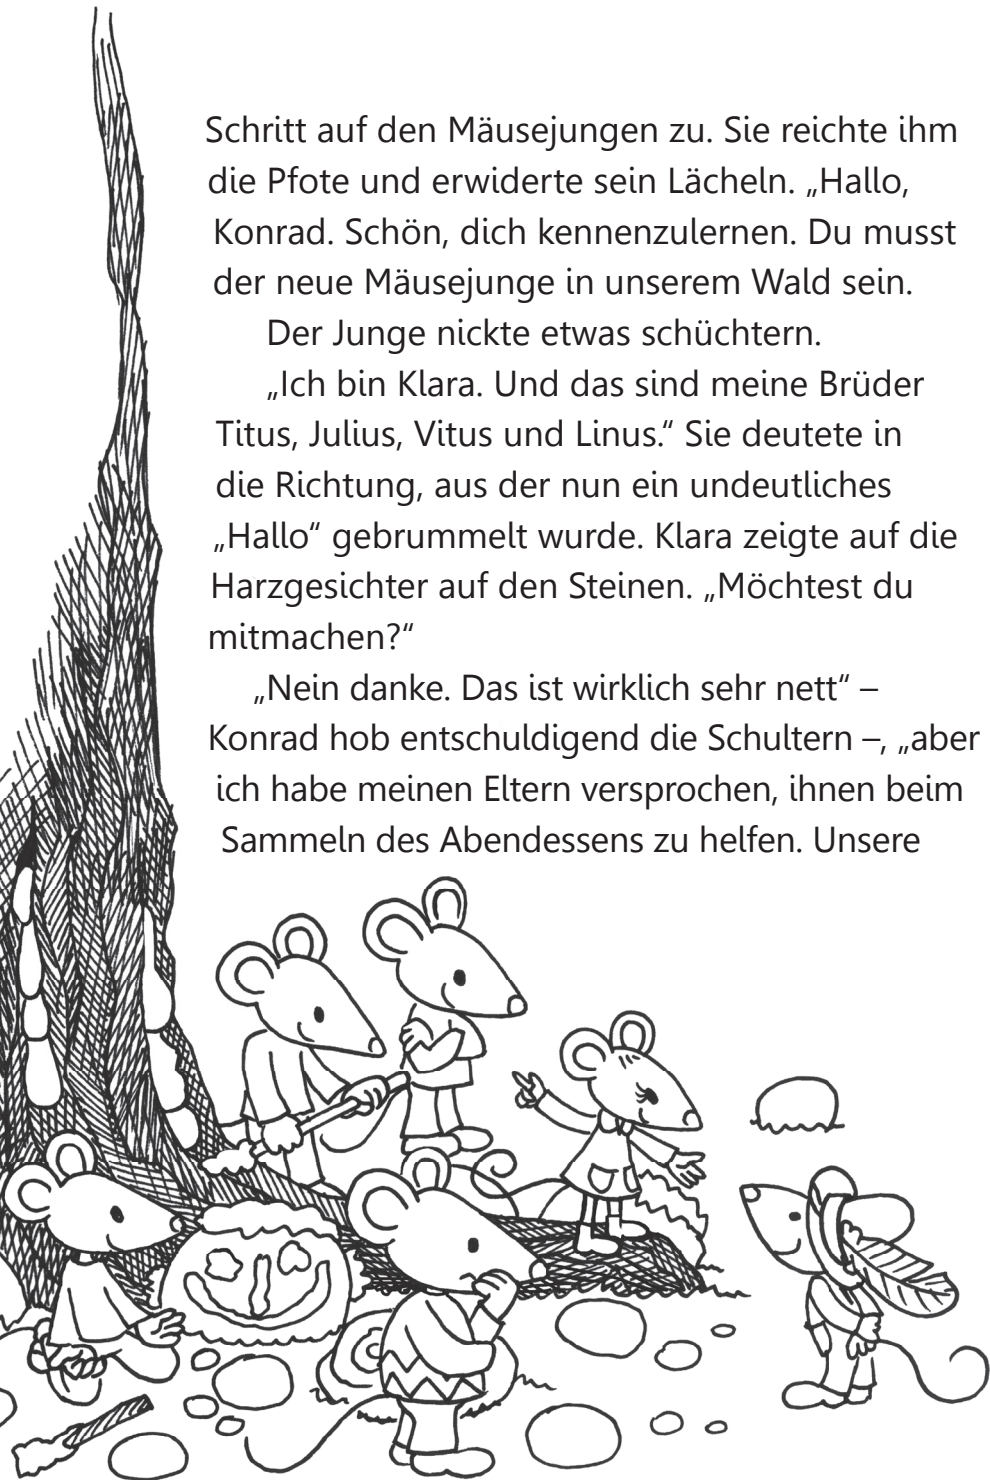 Schritt auf den Mäusejungen zu. Sie reichte ihm
die Pfote und erwiderte sein Lächeln. „Hallo,
Konrad. Schön, dich kennenzulernen. Du musst
der neue Mäusejunge in unserem Wald sein.
Der Junge nickte etwas schüchtern.
„Ich bin Klara. Und das sind meine Brüder
Titus, Julius, Vitus und Linus.“ Sie deutete in
die Richtung, aus der nun ein undeutliches
„Hallo“ gebrummelt wurde. Klara zeigte auf die
Harzgesichter auf den Steinen. „Möchtest du
mitmachen?“
„Nein danke. Das ist wirklich sehr nett“ –
Konrad hob entschuldigend die Schultern –, „aber
ich habe meinen Eltern versprochen, ihnen beim
Sammeln des Abendessens zu helfen. Unsere